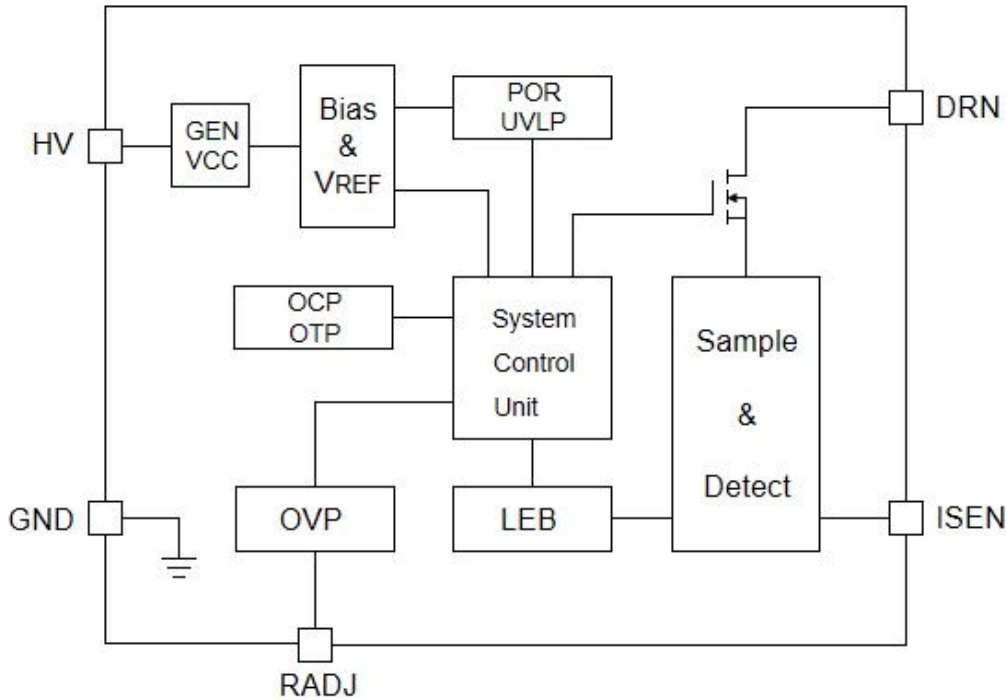 HV
GEN
VCC
Bias
&
VREF
POR
UVLP
DRN
OCP
OTP
System
Control
Unit
Sample
&
Detect
GND
OVP
LEB
ISEN
RADJ